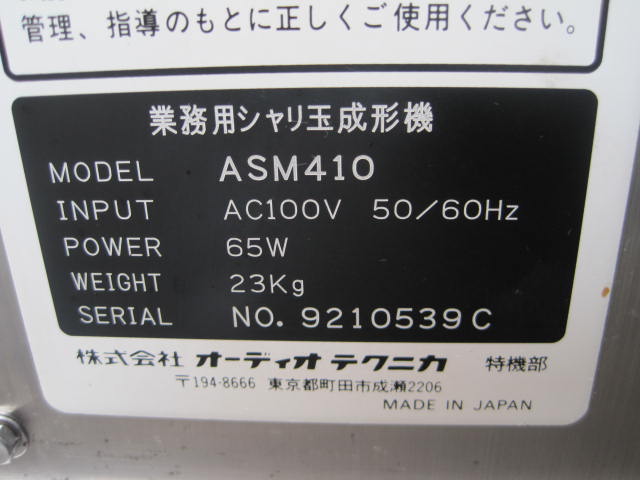 管理、指導のもとに正しくご使用ください。
業務用シャリ玉成形機
MODEL ASM410
INPUT AC100V 50/60Hz
POWER 65W
WEIGHT 23Kg
SERIAL NO. 9210539C
株式会社 オーディオテクニカ 特機部
〒194-8666 東京都町田市成瀬2206
MADE IN JAPAN